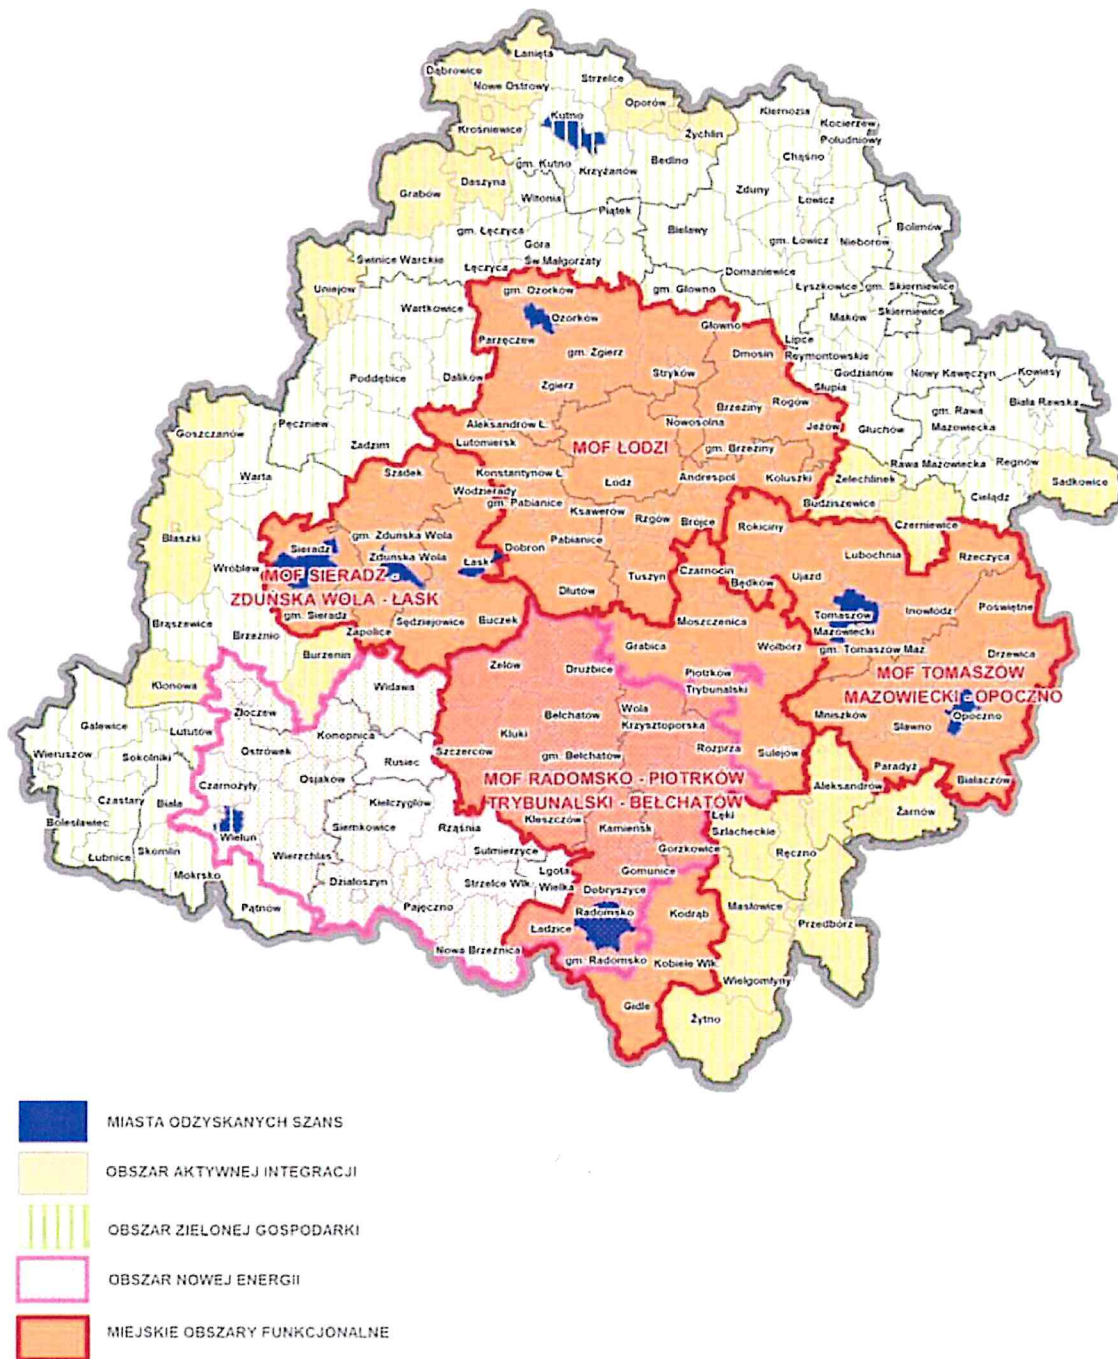 Łanięta
Dąbrowice
Strzelce
Nowe Ostrowy
Oporów
Kiernozia
Kutno
Kocierzew
Południowy
Krośniewice
Żychlin
Chąśno
gm. Kutno
Bedlno
Daszyna
Krzyżanów
Zduny
Grabów
Witonia
Łowicz
Piątek
Bolimów
gm. Łęczyca
Bielawy
gm. Łowicz
Nieborów
Góra
Św. Małgorzaty
Świnice Warckie
Łęczyca
Domaniewice
Uniejów
gm. Ozorków
gm. Głowno
Łyszkowice
gm. Skierniewice
Wartkowice
Ozorków
Maków
Skierniewice
Głowno
Parzęczew
Lipce
Reymontowskie
gm. Zgierz
Dmosin
Godzianów
Nowy Kawęczyn
Kowiesy
Poddębice
Dalików
Zgierz
Stryków
Słupia
Biała Rawska
Rogów
Brzeziny
gm. Rawa
Mazowiecka
Pęczniew
Goszczanów
Aleksandrów Ł.
Nowosolna
Jeżów
Głuchów
Zadzim
Lutomiersk
MOF ŁODZI
gm. Brzeziny
Rawa Mazowiecka
Regnów
Szadek
Konstantynów Ł.
Łódź
Andrespol
Koluszki
Żelechlinek
Sadkowice
Warta
Wodzierady
gm. Pabianice
Budziszewice
Cielądz
Ksawerów
Rzgów
Brójce
Rokiciny
Czerniewice
Błaszki
gm. Zduńska Wola
Sieradz
Zduńska Wola
Łask
Dobroń
Pabianice
Lubochnia
Rzeczyca
Wróblew
MOF SIERADZ -
ZDUŃSKA WOLA - ŁASK
Tuszyn
Czarnocin
Będków
Ujazd
Dłutów
Inowłódz
Poświętne
gm. Sieradz
Sędziejowice
Buczek
Moszczenica
Tomaszów
Mazowiecki
Brąszewice
Brzeźnio
Zapolice
Grabica
Wolbórz
gm. Tomaszów Maz.
Drzewica
Burzenin
Zelów
Drużbice
Piotrków
Trybunalski
MOF TOMASZÓW
MAZOWIECKI - OPOCZNO
Klonowa
Widawa
Złoczew
Bełchatów
Wola
Krzysztoporska
Mniszków
Sławno
Opoczno
Galewice
Lututów
Konopnica
Kluki
Wieruszów
Sokolniki
Ostrówek
Rusiec
Szczerców
gm. Bełchatów
Rozprza
Sulejów
Paradyż
Białaczów
Czarnożyły
Osjaków
MOF RADOMSKO - PIOTRKÓW
TRYBUNALSKI - BEŁCHATÓW
Aleksandrów
Czastary
Biała
Kiełczygłów
Żarnów
Bolesławiec
Wieluń
Siemkowice
Rząśnia
Kleszczów
Kamieńsk
Łęki
Szlacheckie
Łubnice
Skomlin
Wierzchlas
Sulmierzyce
Gorzkowice
Ręczno
Mokrsko
Działoszyn
Strzelce Wlk.
Lgota
Wielka
Gomunice
Dobryszyce
Masłowice
Pątnów
Pajęczno
Radomsko
Kodrąb
Przedbórz
Ładzice
Nowa Brzeźnica
gm. Radomsko
Kobiele Wlk.
Wielgomłyny
Gidle
Żytno
MIASTA ODZYSKANYCH SZANS
OBSZAR AKTYWNEJ INTEGRACJI
OBSZAR ZIELONEJ GOSPODARKI
OBSZAR NOWEJ ENERGII
MIEJSKIE OBSZARY FUNKCJONALNE